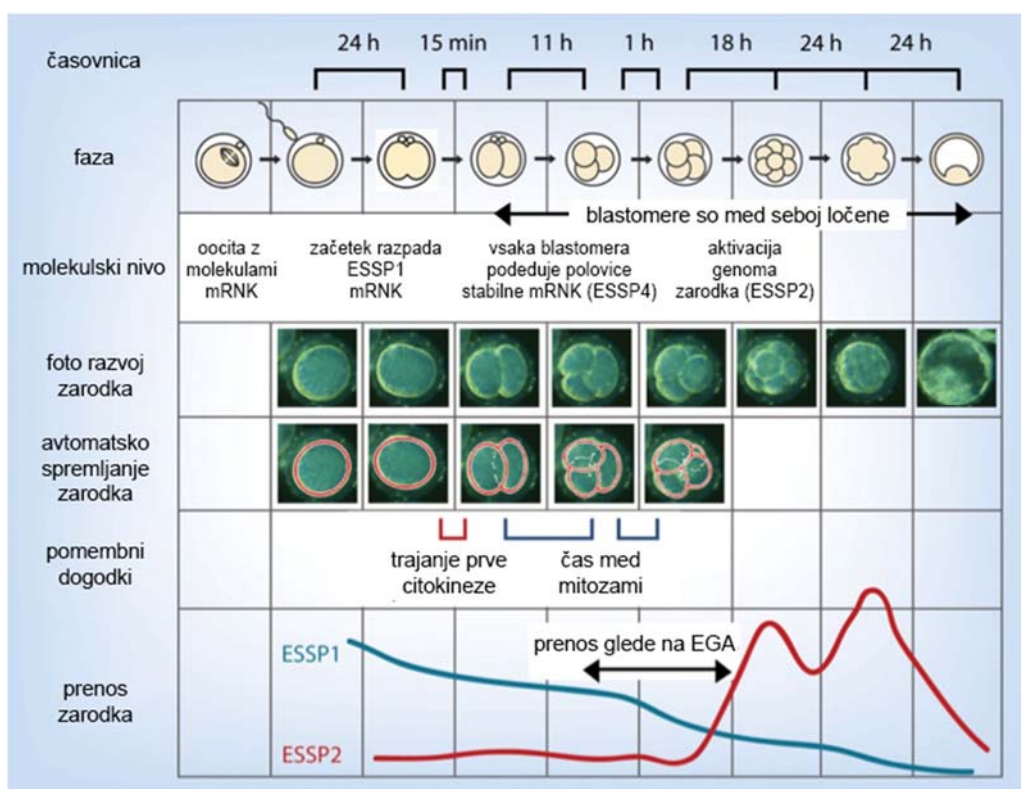 časovnica
24 h
15 min
11 h
1 h
18 h
24 h
24 h
faza
blastomere so med seboj ločene
molekulski nivo
oocita z
molekulami
mRNK
začetek razpada
ESSP1
mRNK
vsaka blastomera
podeduje polovice
stabilne mRNK (ESSP4)
aktivacija
genoma
zarodka (ESSP2)
foto razvoj
zarodka
avtomatsko
spremljanje
zarodka
pomembni
dogodki
trajanje prve
citokineze
čas med
mitozami
prenos
zarodka
ESSP1
prenos glede na EGA
ESSP2